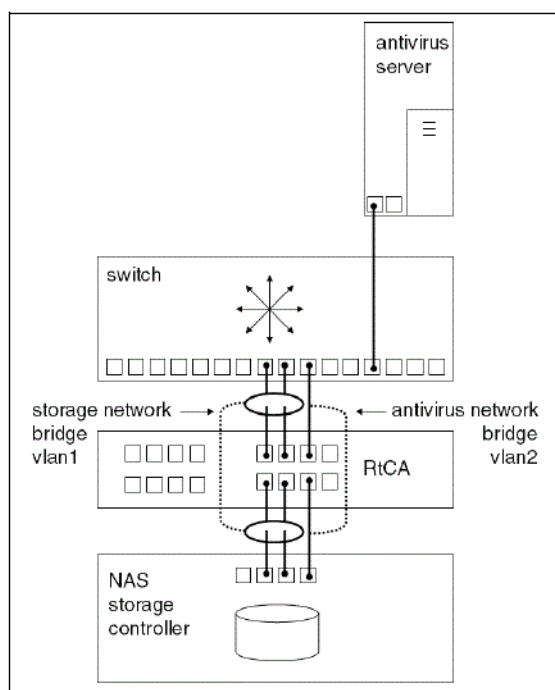 antivirus
server
switch
storage network
bridge
vlan1
antivirus network
bridge
vlan2
RtCA
NAS
storage
controller